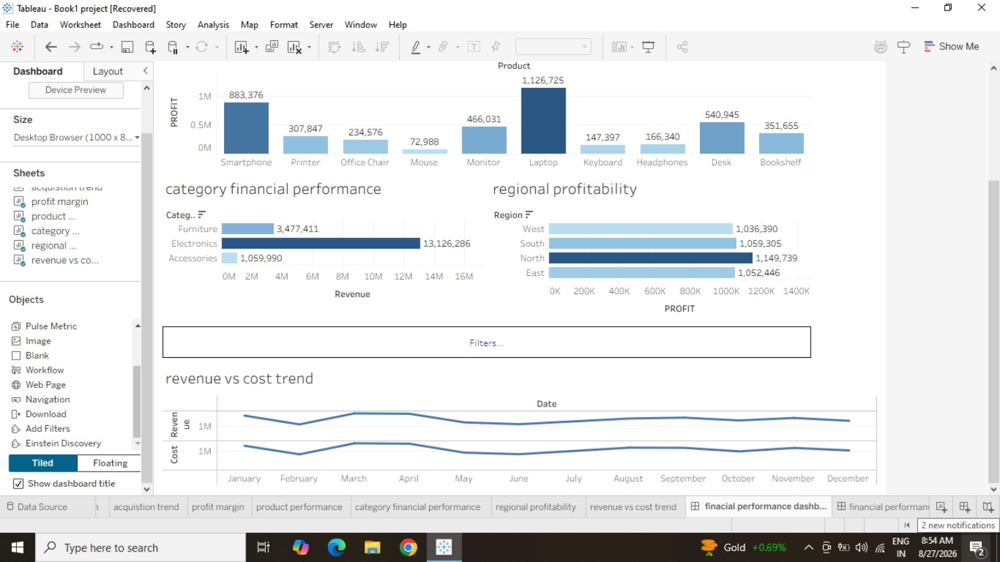 Tableau - Book1 project [Recovered]
File Data Worksheet Dashboard Story Analysis Map Format Server Window Help
Show Me
Dashboard Layout
Device Preview
Size
Desktop Browser (1000 x 8...
Sheets
acquistion trend
profit margin
product ...
category ...
regional ...
revenue vs co...
Objects
Pulse Metric
Image
Blank
Workflow
Web Page
Navigation
Download
Add Filters
Einstein Discovery
Tiled Floating
Show dashboard title
Product
PROFIT
1M
0.5M
0M
883,376
307,847
234,576
72,988
466,031
1,126,725
147,397
166,340
540,945
351,655
Smartphone Printer Office Chair Mouse Monitor Laptop Keyboard Headphones Desk Bookshelf
category financial performance
Categ..
Furniture 3,477,411
Electronics 13,126,286
Accessories 1,059,990
0M 2M 4M 6M 8M 10M 12M 14M 16M
Revenue
regional profitability
Region
West 1,036,390
South 1,059,305
North 1,149,739
East 1,052,446
0K 200K 400K 600K 800K 1000K 1200K 1400K
PROFIT
Filters...
revenue vs cost trend
Date
Reven
ue
1M
Cost
1M
January February March April May June July August September October November December
Data Source acquistion trend profit margin product performance category financial performance regional profitability revenue vs cost trend finacial performance dashb... financial performan
2 new notifications
Type here to search
Gold +0.69%
ENG
IN
8:54 AM
8/27/2026
2